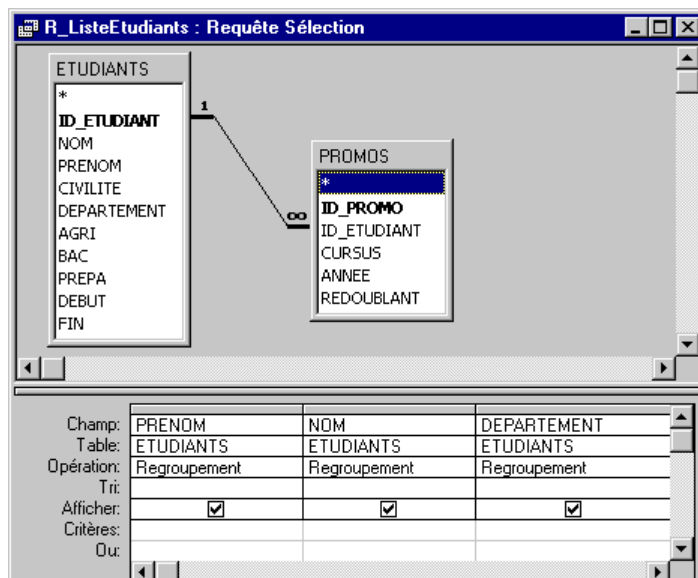 R_ListeEtudiants : Requête Sélection
ETUDIANTS
*
ID_ETUDIANT
NOM
PRENOM
CIVILITE
DEPARTEMENT
AGRI
BAC
PREPA
DEBUT
FIN
1
∞
PROMOS
*
ID_PROMO
ID_ETUDIANT
CURSUS
ANNEE
REDOUBLANT
Champ: PRENOM NOM DEPARTEMENT
Table: ETUDIANTS ETUDIANTS ETUDIANTS
Opération: Regroupement Regroupement Regroupement
Tri:
Afficher:
Critères:
Ou: